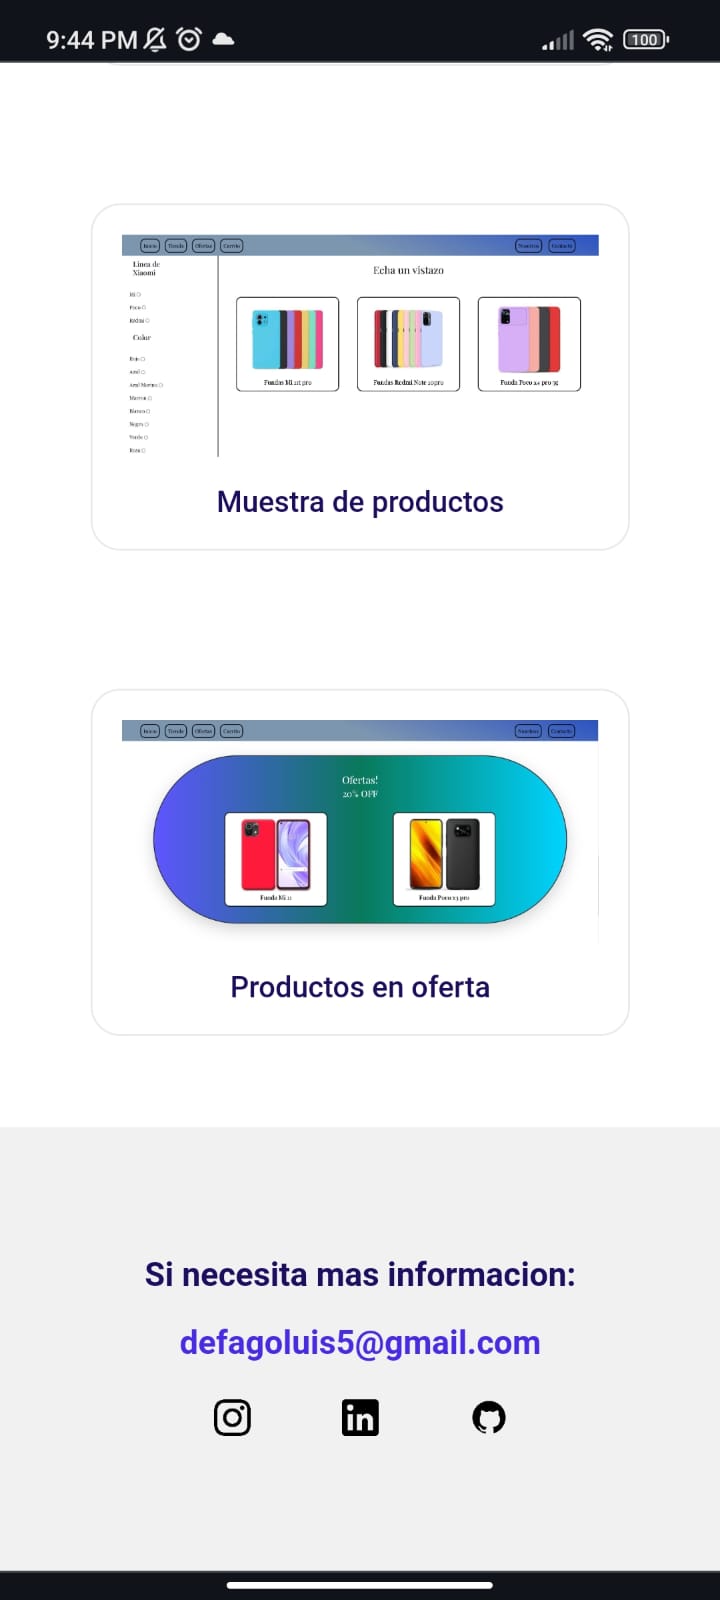 9:44 PM
100
Inicio Tienda Ofertas Carrito Nosotros Contacto
Linea de
Xiaomi
Echa un vistazo
Mi
Poco
Redmi
Color
Rojo
Azul
Azul Marino
Blanco
Negro
Verde
Rosa
Fundas Mi 11t pro
Fundas Redmi Note 10pro
Funda Poco x4 pro 5g
Muestra de productos
Inicio Tienda Ofertas Carrito Nosotros Contacto
Ofertas!
20% OFF
Funda Mi 11
Funda Poco x3 pro
Productos en oferta
Si necesita mas informacion:
defagoluis5@gmail.com
in